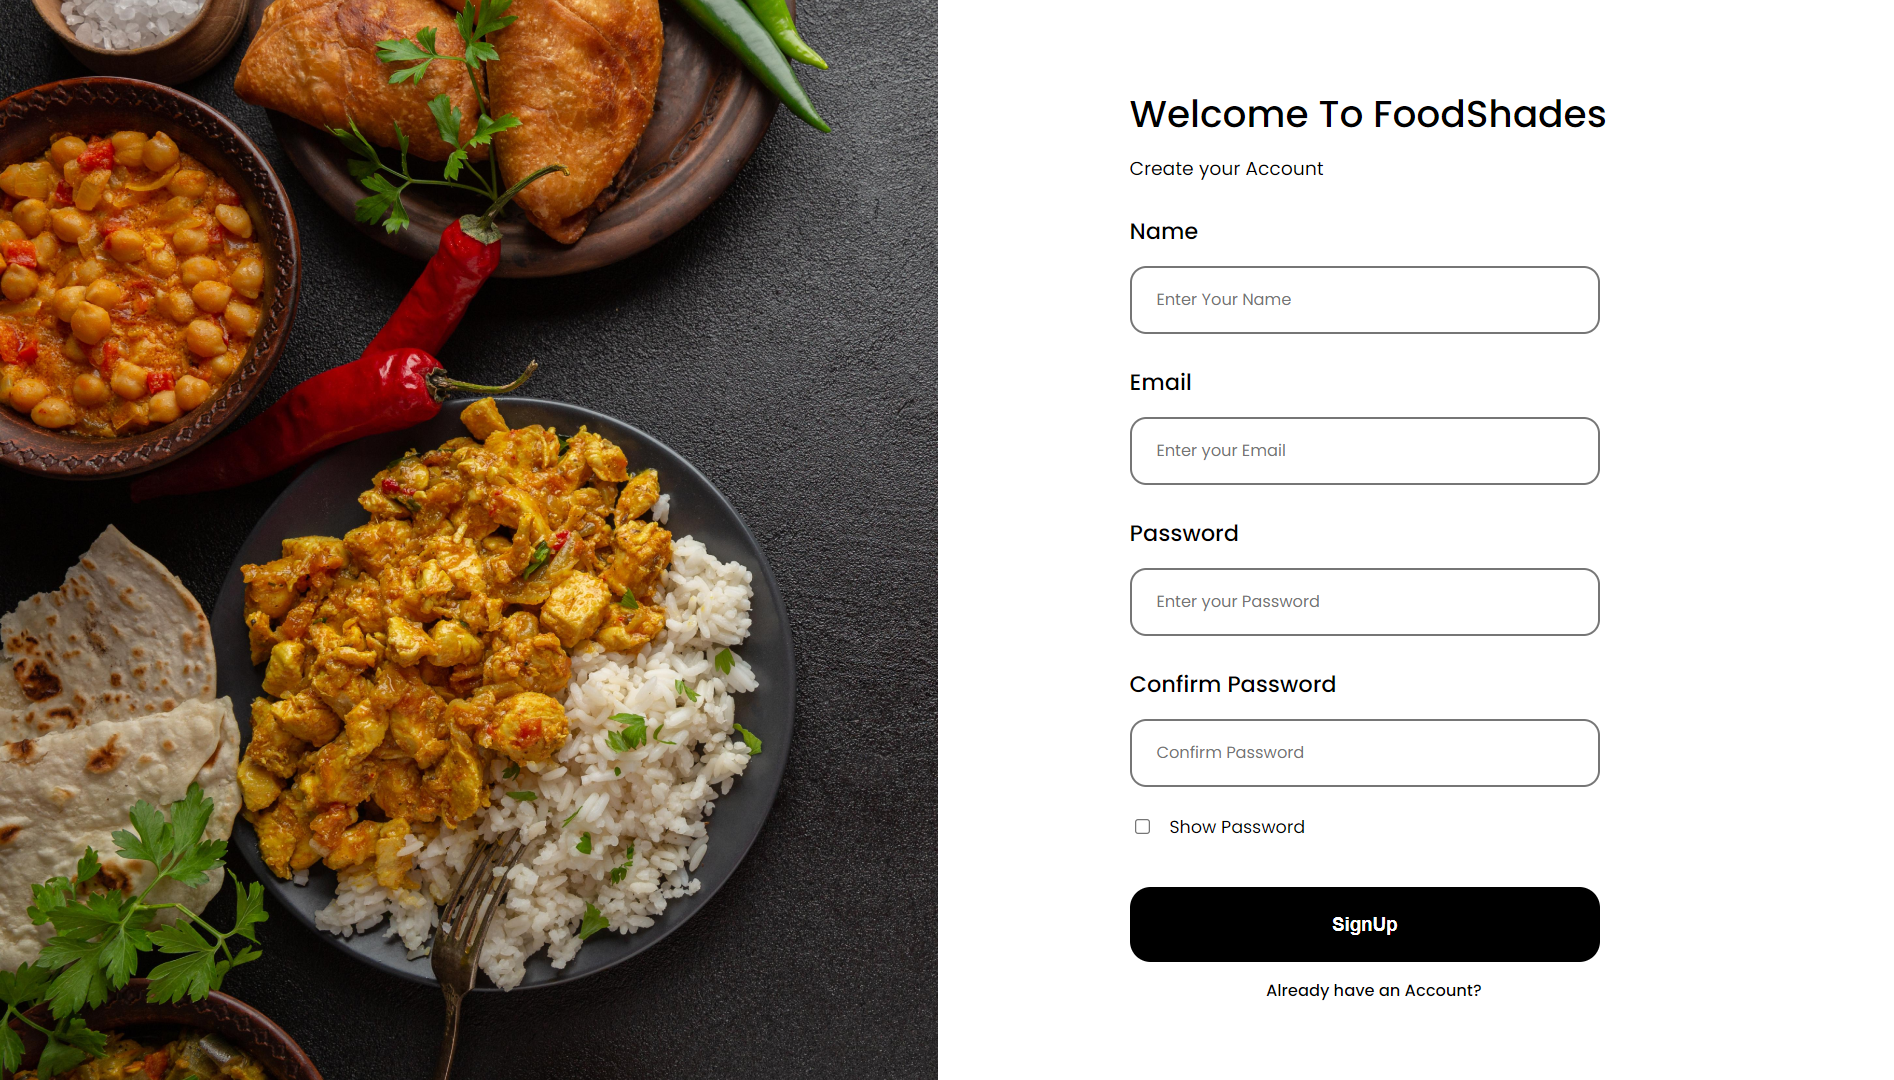 Welcome To FoodShades
Create your Account
Name
Enter Your Name
Email
Enter your Email
Password
Enter your Password
Confirm Password
Confirm Password
Show Password
SignUp
Already have an Account?